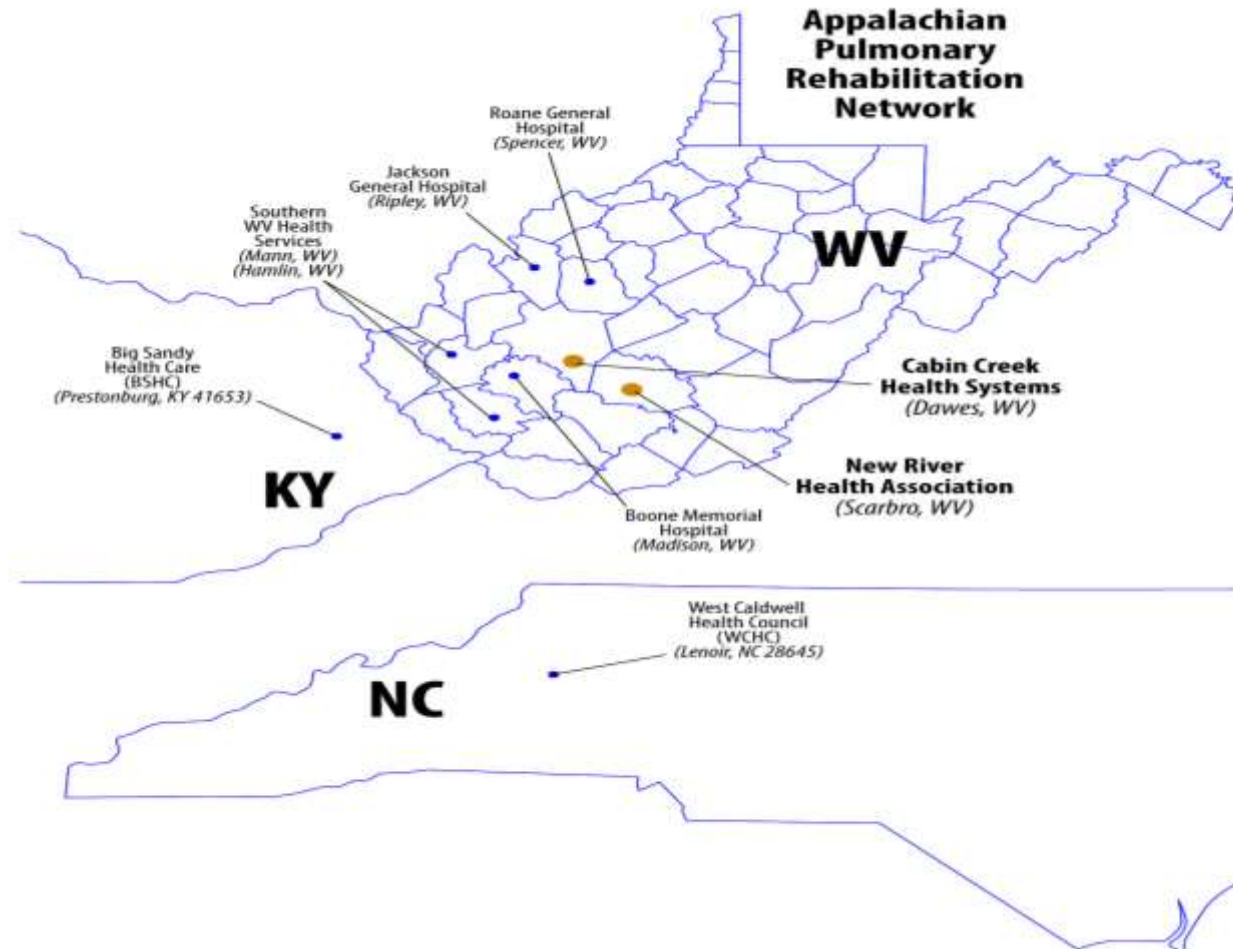 Appalachian
Pulmonary
Rehabilitation
Network
Roane General
Hospital
(Spencer, WV)
Jackson
General Hospital
(Ripley, WV)
Southern
WV Health
Services
(Mann, WV)
(Hamlin, WV)
WV
Big Sandy
Health Care
(BSHC)
(Prestonburg, KY 41653)
Cabin Creek
Health Systems
(Dawes, WV)
KY
New River
Health Association
(Scarbro, WV)
Boone Memorial
Hospital
(Madison, WV)
West Caldwell
Health Council
(WCHC)
(Lenoir, NC 28645)
NC